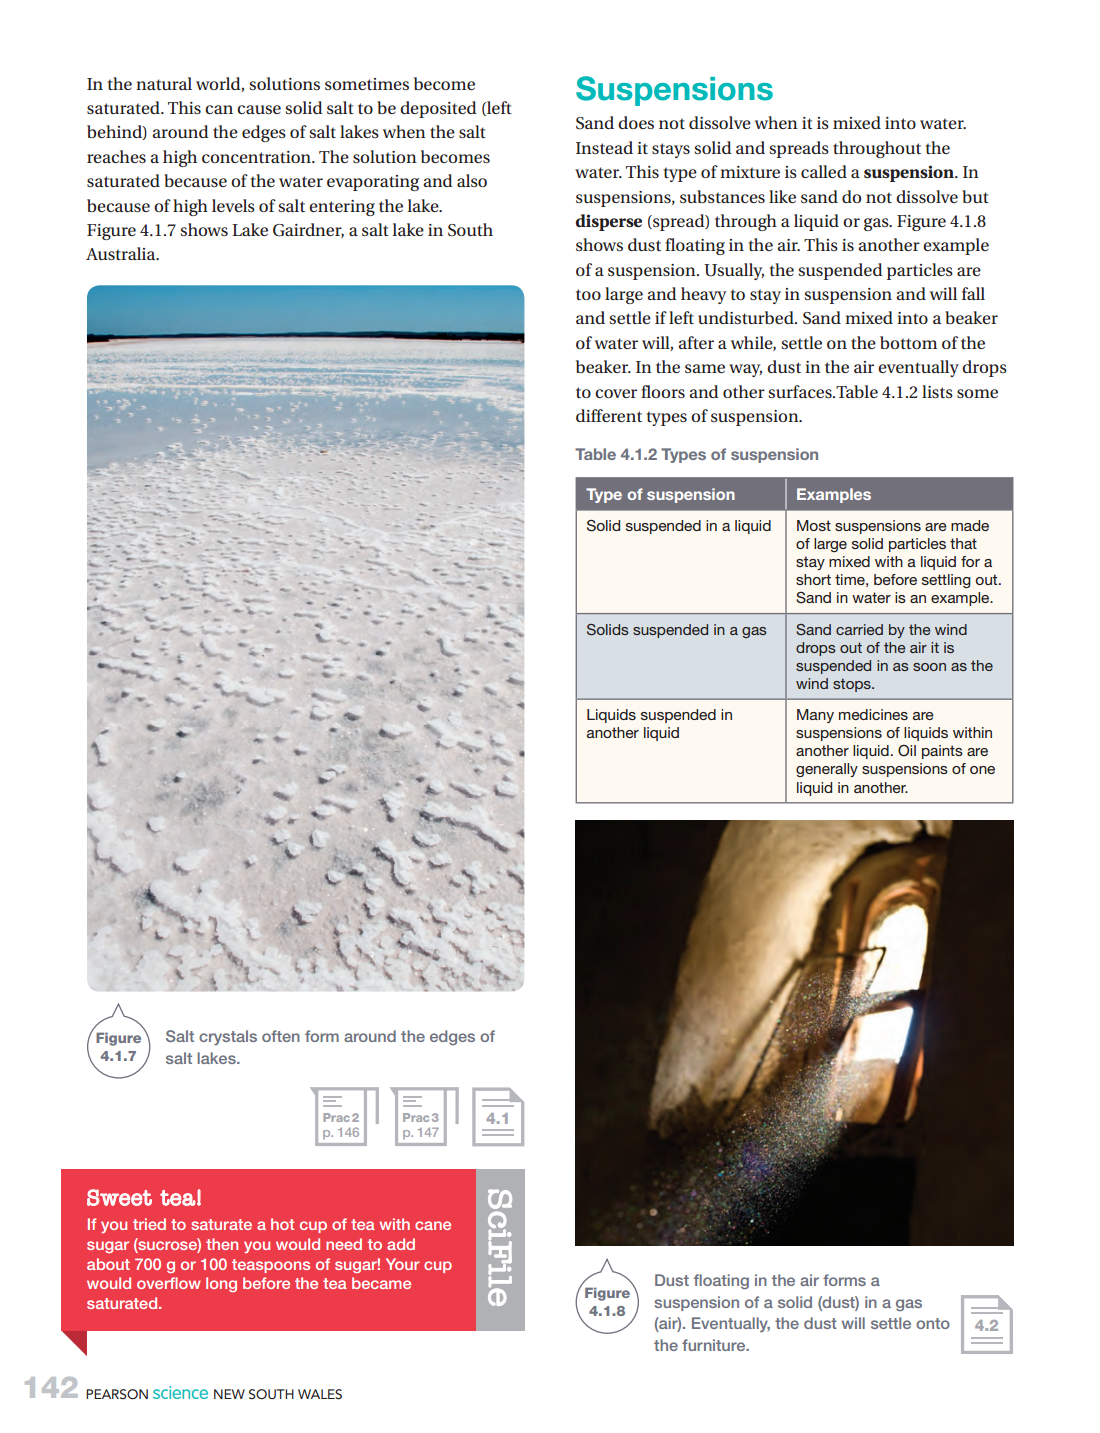 In the natural world, solutions sometimes become
saturated. This can cause solid salt to be deposited (left
behind) around the edges of salt lakes when the salt
reaches a high concentration. The solution becomes
saturated because of the water evaporating and also
because of high levels of salt entering the lake.
Figure 4.1.7 shows Lake Gairdner, a salt lake in South
Australia.
Figure
4.1.7
Salt crystals often form around the edges of
salt lakes.
Prac 2
p. 146
Prac 3
p. 147
4.1
Sweet tea!
If you tried to saturate a hot cup of tea with cane
sugar (sucrose) then you would need to add
about 700 g or 100 teaspoons of sugar! Your cup
would overflow long before the tea became
saturated.
SciFile
Suspensions
Sand does not dissolve when it is mixed into water.
Instead it stays solid and spreads throughout the
water. This type of mixture is called a suspension. In
suspensions, substances like sand do not dissolve but
disperse (spread) through a liquid or gas. Figure 4.1.8
shows dust floating in the air. This is another example
of a suspension. Usually, the suspended particles are
too large and heavy to stay in suspension and will fall
and settle if left undisturbed. Sand mixed into a beaker
of water will, after a while, settle on the bottom of the
beaker. In the same way, dust in the air eventually drops
to cover floors and other surfaces.Table 4.1.2 lists some
different types of suspension.
Table 4.1.2 Types of suspension
Type of suspension
Examples
Solid suspended in a liquid
Most suspensions are made
of large solid particles that
stay mixed with a liquid for a
short time, before settling out.
Sand in water is an example.
Solids suspended in a gas
Sand carried by the wind
drops out of the air it is
suspended in as soon as the
wind stops.
Liquids suspended in
another liquid
Many medicines are
suspensions of liquids within
another liquid. Oil paints are
generally suspensions of one
liquid in another.
Figure
4.1.8
Dust floating in the air forms a
suspension of a solid (dust) in a gas
(air). Eventually, the dust will settle onto
the furniture.
4.2
142 PEARSON science NEW SOUTH WALES